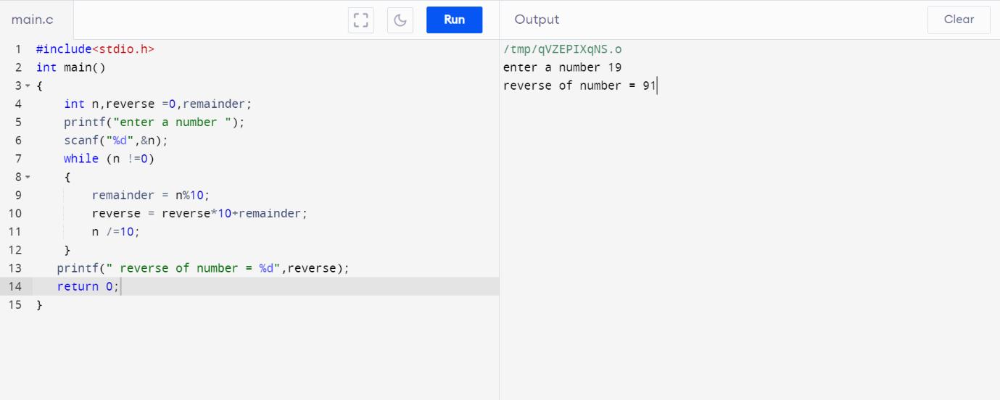 main.c
Run
Output
Clear
1 #include<stdio.h>
2 int main()
3 {
4 int n,reverse =0,remainder;
5 printf("enter a number ");
6 scanf("%d",&n);
7 while (n !=0)
8 {
9 remainder = n%10;
10 reverse = reverse*10+remainder;
11 n /=10;
12 }
13 printf(" reverse of number = %d",reverse);
14 return 0;
15 }
/tmp/qVZEPIXqNS.o
enter a number 19
reverse of number = 91